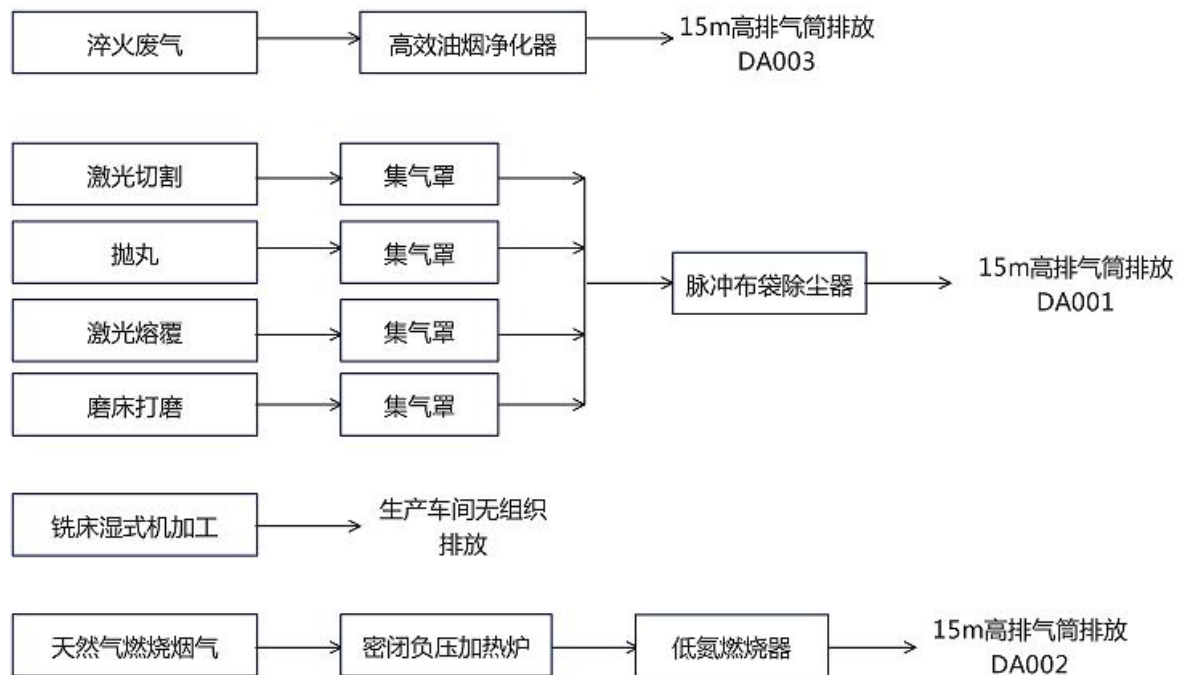 淬火废气
高效油烟净化器
15m高排气筒排放
DA003
激光切割
集气罩
抛丸
集气罩
激光熔覆
集气罩
磨床打磨
集气罩
脉冲布袋除尘器
15m高排气筒排放
DA001
铣床湿式机加工
生产车间无组织
排放
天然气燃烧烟气
密闭负压加热炉
低氮燃烧器
15m高排气筒排放
DA002